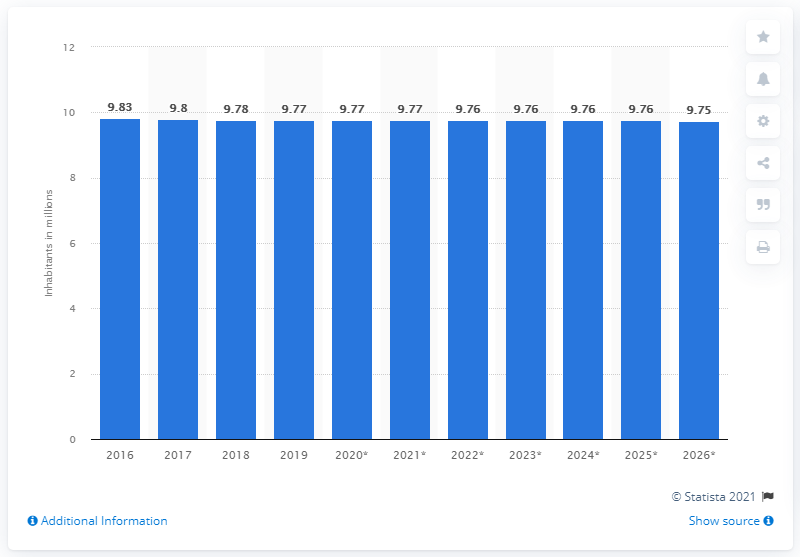 12
10
8
6
4
2
0
Inhabitants in millions
9.83 9.8 9.78 9.77 9.77 9.77 9.76 9.76 9.76 9.76 9.75
2016 2017 2018 2019 2020* 2021* 2022* 2023* 2024* 2025* 2026*
© Statista 2021
Additional Information
Show source